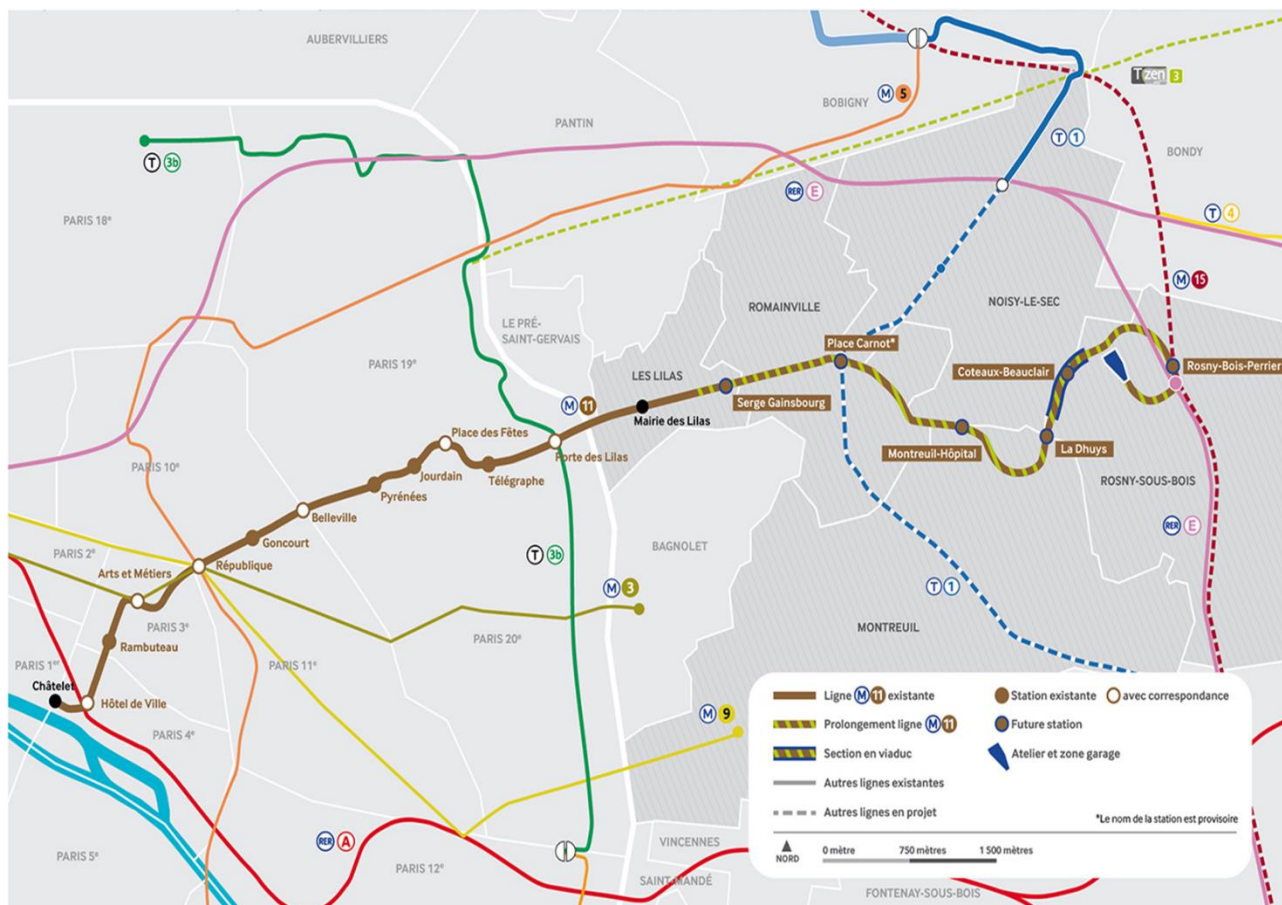 AUBERVILLIERS
M 5
BOBIGNY
T zen 3
PANTIN
T 1
BONDY
T 3b
RER E
PARIS 18e
T 4
M 15
ROMAINVILLE
NOISY-LE-SEC
LE PRÉ-
SAINT-GERVAIS
PARIS 19e
Place Carnot*
LES LILAS
Coteaux-Beauclair
Rosny-Bois-Perrier
Serge Gainsbourg
M 11
Mairie des Lilas
Place des Fêtes
Porte des Lilas
Montreuil-Hôpital
La Dhuys
PARIS 10e
Jourdain
Télégraphe
ROSNY-SOUS-BOIS
Pyrénées
Belleville
RER E
Goncourt
BAGNOLET
PARIS 2e
T 3b
République
Arts et Métiers
M 3
T 1
PARIS 3e
PARIS 20e
MONTREUIL
Rambuteau
PARIS 1er
PARIS 11e
Châtelet
Hôtel de Ville
M 9
PARIS 4e
Ligne M 11 existante
Station existante
avec correspondance
Prolongement ligne M 11
Future station
Section en viaduc
Atelier et zone garage
Autres lignes existantes
Autres lignes en projet
*Le nom de la station est provisoire
NORD
0 mètre 750 mètres 1 500 mètres
RER A
VINCENNES
PARIS 5e
PARIS 12e
SAINT-MANDÉ
FONTENAY-SOUS-BOIS